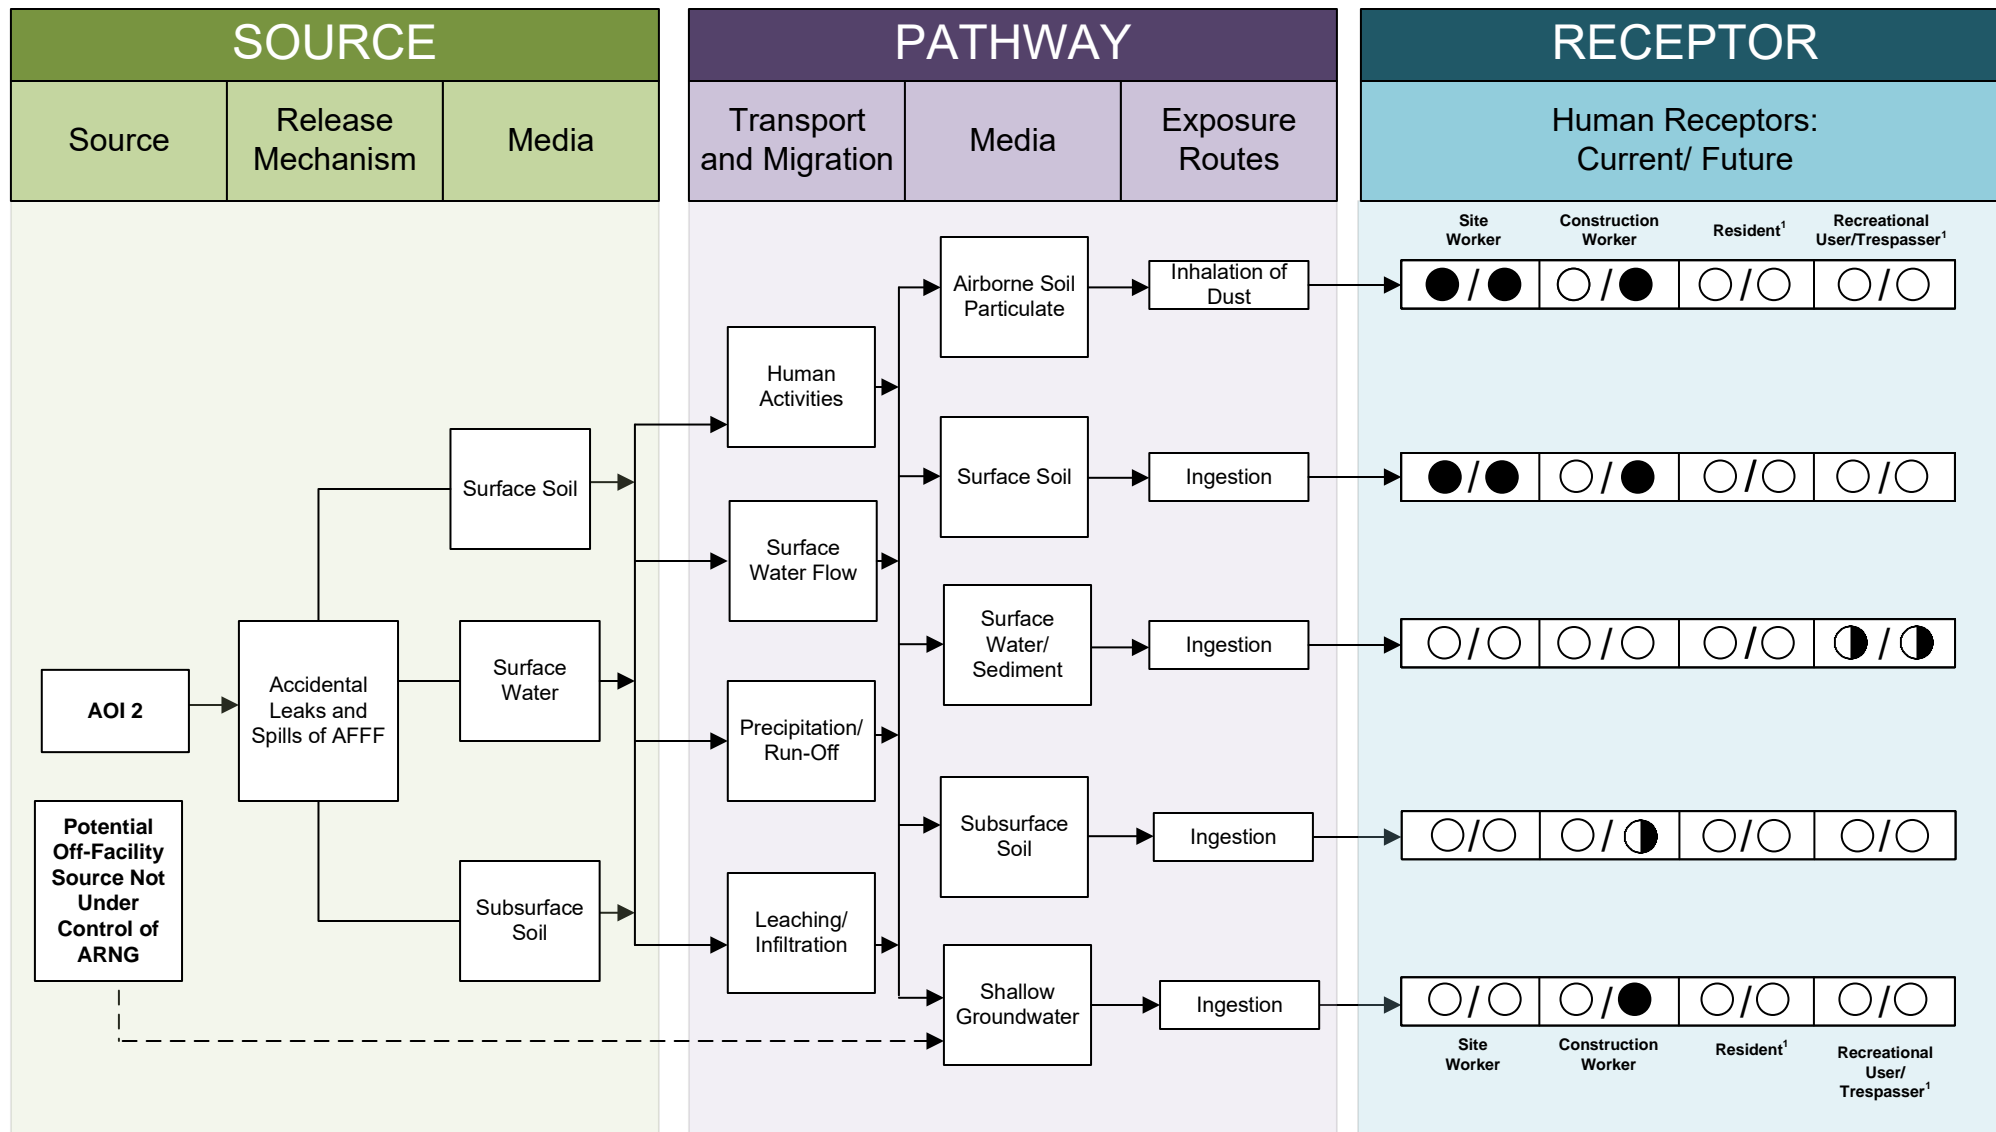 SOURCE
PATHWAY
RECEPTOR
Source
Release
Mechanism
Media
Transport
and Migration
Media
Exposure
Routes
Human Receptors:
Current/ Future
Site
Worker
Construction
Worker
Resident¹
Recreational
User/Trespasser¹
AOI 2
Potential
Off-Facility
Source Not
Under
Control of
ARNG
Accidental
Leaks and
Spills of AFFF
Surface Soil
Surface
Water
Subsurface
Soil
Human
Activities
Surface
Water Flow
Precipitation/
Run-Off
Leaching/
Infiltration
Airborne Soil
Particulate
Surface Soil
Surface
Water/
Sediment
Subsurface
Soil
Shallow
Groundwater
Inhalation of
Dust
Ingestion
Ingestion
Ingestion
Ingestion
/ / / /
/ / / /
/ / / /
/ / / /
/ / / /
Site
Worker
Construction
Worker
Resident¹
Recreational
User/
Trespasser¹